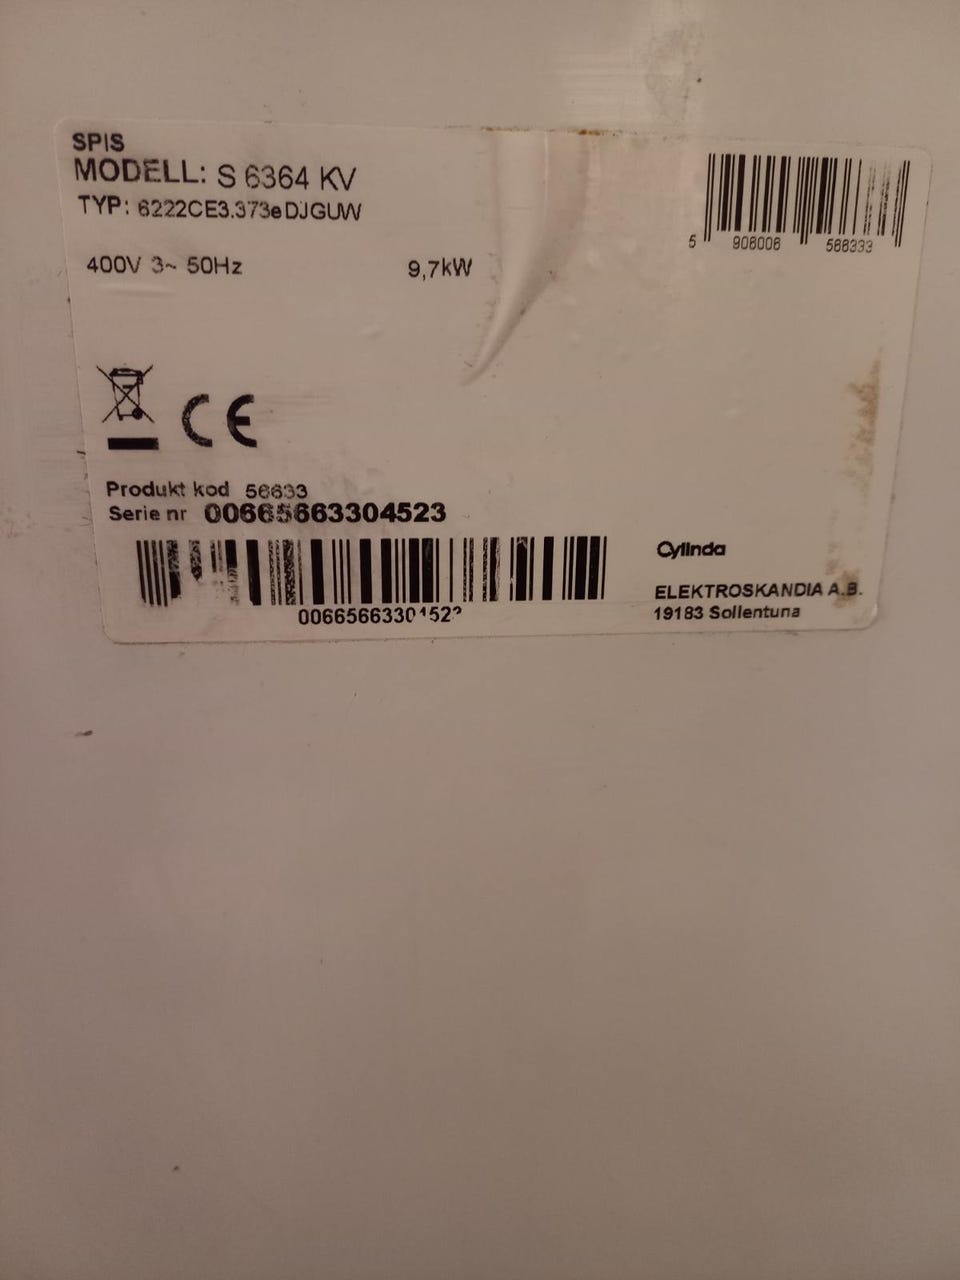 SPIS
MODELL: S 6364 KV
TYP: 6222CE3.373eDJGUW
400V 3~ 50Hz 9,7kW
5 906006 566333
CE
Produkt kod 56633
Serie nr 00665663304523
Cylinda
ELEKTROSKANDIA A.B.
19183 Sollentuna